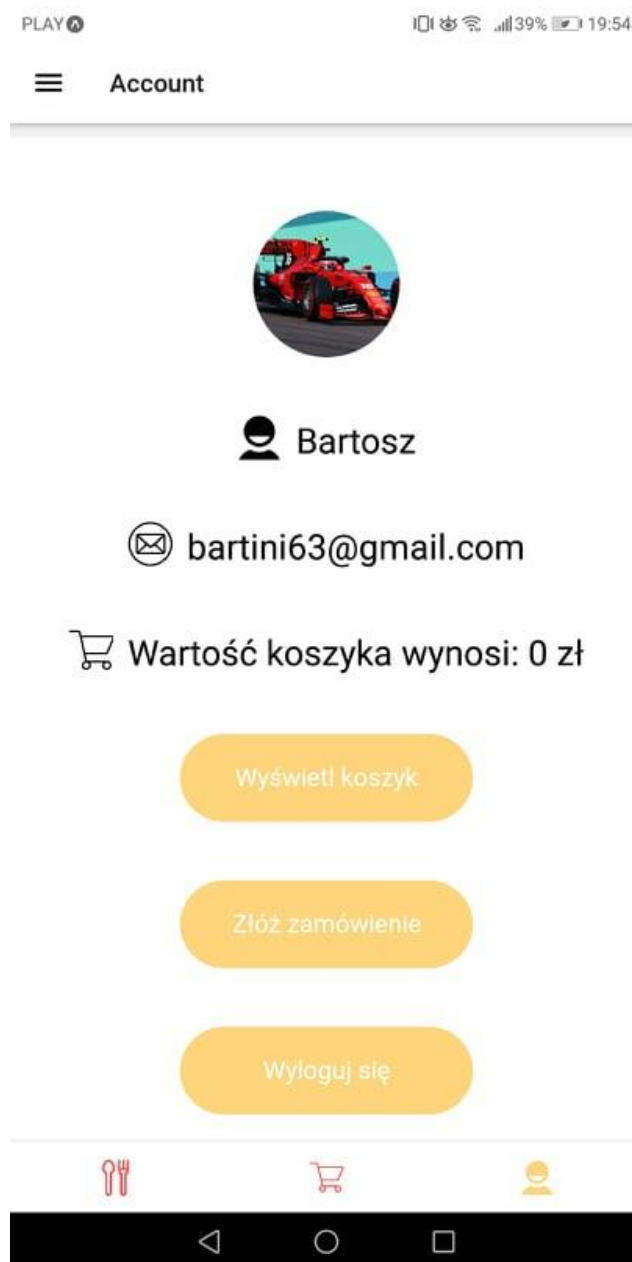 PLAY
39% 19:54
Account
Bartosz
bartini63@gmail.com
Wartość koszyka wynosi: 0 zł
Wyświetl koszyk
Złóż zamówienie
Wyloguj się